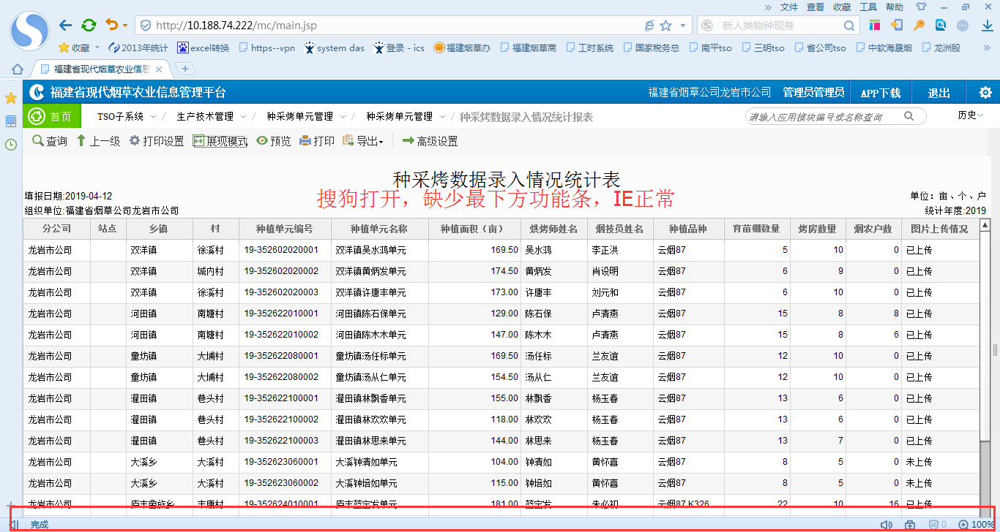 » 文件 查看 收藏 工具 帮助
http://10.188.74.222/mc/main.jsp 新人类物种现身
收藏 2013年统计 excel转换 https--vpn system das 登录 - ics 福建烟草办 福建烟草商 工时系统 国家税务总 南平tso 三明tso 省公司tso 中软海晟烟 龙洲股 »
福建省现代烟草农业信息 × +
福建省现代烟草农业信息管理平台 福建省烟草公司龙岩市公司 管理员管理员 APP下载 退出
首页 TSO子系统 / 生产技术管理 / 种采烤单元管理 / 种采烤单元管理 / 种采烤数据录入情况统计报表 请输入应用模块编号或名称查询 历史
查询 上一级 打印设置 展现模式 预览 打印 导出 高级设置
种采烤数据录入情况统计表
搜狗打开，缺少最下方功能条，IE正常
填报日期:2019-04-12 单位：亩、个、户
组织单位:福建省烟草公司龙岩市公司 统计年度:2019
分公司 站点 乡镇 村 种植单元编号 种植单元名称 种植面积（亩） 烘烤师姓名 烟技员姓名 种植品种 育苗棚数量 烤房数量 烟农户数 图片上传情况
龙岩市公司 双洋镇 徐溪村 19-352602020001 双洋镇吴水鸿单元 169.50 吴水鸿 李正洪 云烟87 5 10 0 已上传
龙岩市公司 双洋镇 城内村 19-352602020002 双洋镇黄炳发单元 174.50 黄炳发 肖设明 云烟87 6 9 0 已上传
龙岩市公司 双洋镇 徐溪村 19-352602020003 双洋镇许唐丰单元 173.00 许唐丰 刘元和 云烟87 6 10 0 已上传
龙岩市公司 河田镇 南塘村 19-352622010001 河田镇陈石保单元 129.00 陈石保 卢清燕 云烟87 15 8 8 已上传
龙岩市公司 河田镇 南塘村 19-352622010002 河田镇陈木木单元 147.00 陈木木 卢清燕 云烟87 15 8 6 已上传
龙岩市公司 童坊镇 大埔村 19-352622080001 童坊镇汤任标单元 169.50 汤任标 兰友谊 云烟87 12 10 0 已上传
龙岩市公司 童坊镇 大埔村 19-352622080002 童坊镇汤从仁单元 154.50 汤从仁 兰友谊 云烟87 12 10 0 已上传
龙岩市公司 濯田镇 巷头村 19-352622100001 濯田镇林飘香单元 155.00 林飘香 杨玉春 云烟87 13 6 0 已上传
龙岩市公司 濯田镇 巷头村 19-352622100002 濯田镇林欢欢单元 118.00 林欢欢 杨玉春 云烟87 13 6 0 已上传
龙岩市公司 濯田镇 巷头村 19-352622100003 濯田镇林思来单元 144.00 林思来 杨玉春 云烟87 13 7 0 已上传
龙岩市公司 大溪乡 大溪村 19-352623060001 大溪钟清如单元 104.00 钟清如 黄怀喜 云烟87 8 5 0 未上传
龙岩市公司 大溪乡 大溪村 19-352623060002 大溪钟培如单元 115.00 钟培如 黄怀喜 云烟87 8 5 0 未上传
龙岩市公司 庐丰畲族乡 丰康村 19-352624010001 庐丰蓝宝发单元 181.00 蓝宝发 朱必初 云烟87,K326 22 10 16 已上传
完成 0 100%